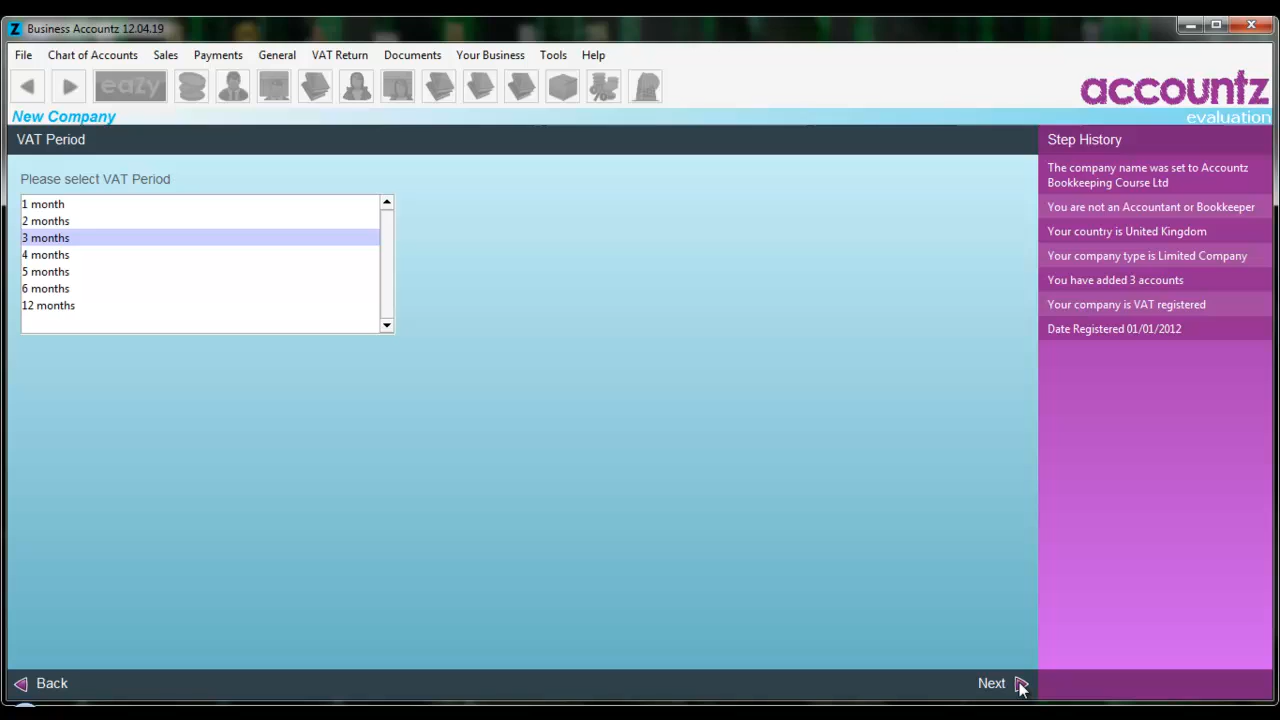 Business Accountz 12.04.19
File Chart of Accounts Sales Payments General VAT Return Documents Your Business Tools Help
eazy
accountz
evaluation
New Company
VAT Period
Please select VAT Period
1 month
2 months
3 months
4 months
5 months
6 months
12 months
Step History
The company name was set to Accountz
Bookkeeping Course Ltd
You are not an Accountant or Bookkeeper
Your country is United Kingdom
Your company type is Limited Company
You have added 3 accounts
Your company is VAT registered
Date Registered 01/01/2012
Back
Next